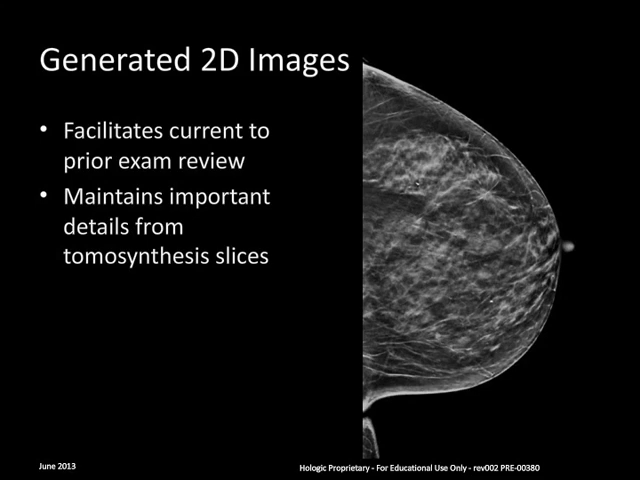 Generated 2D Images
• Facilitates current to
prior exam review
• Maintains important
details from
tomosynthesis slices
June 2013
Hologic Proprietary - For Educational Use Only - rev002 PRE-00380